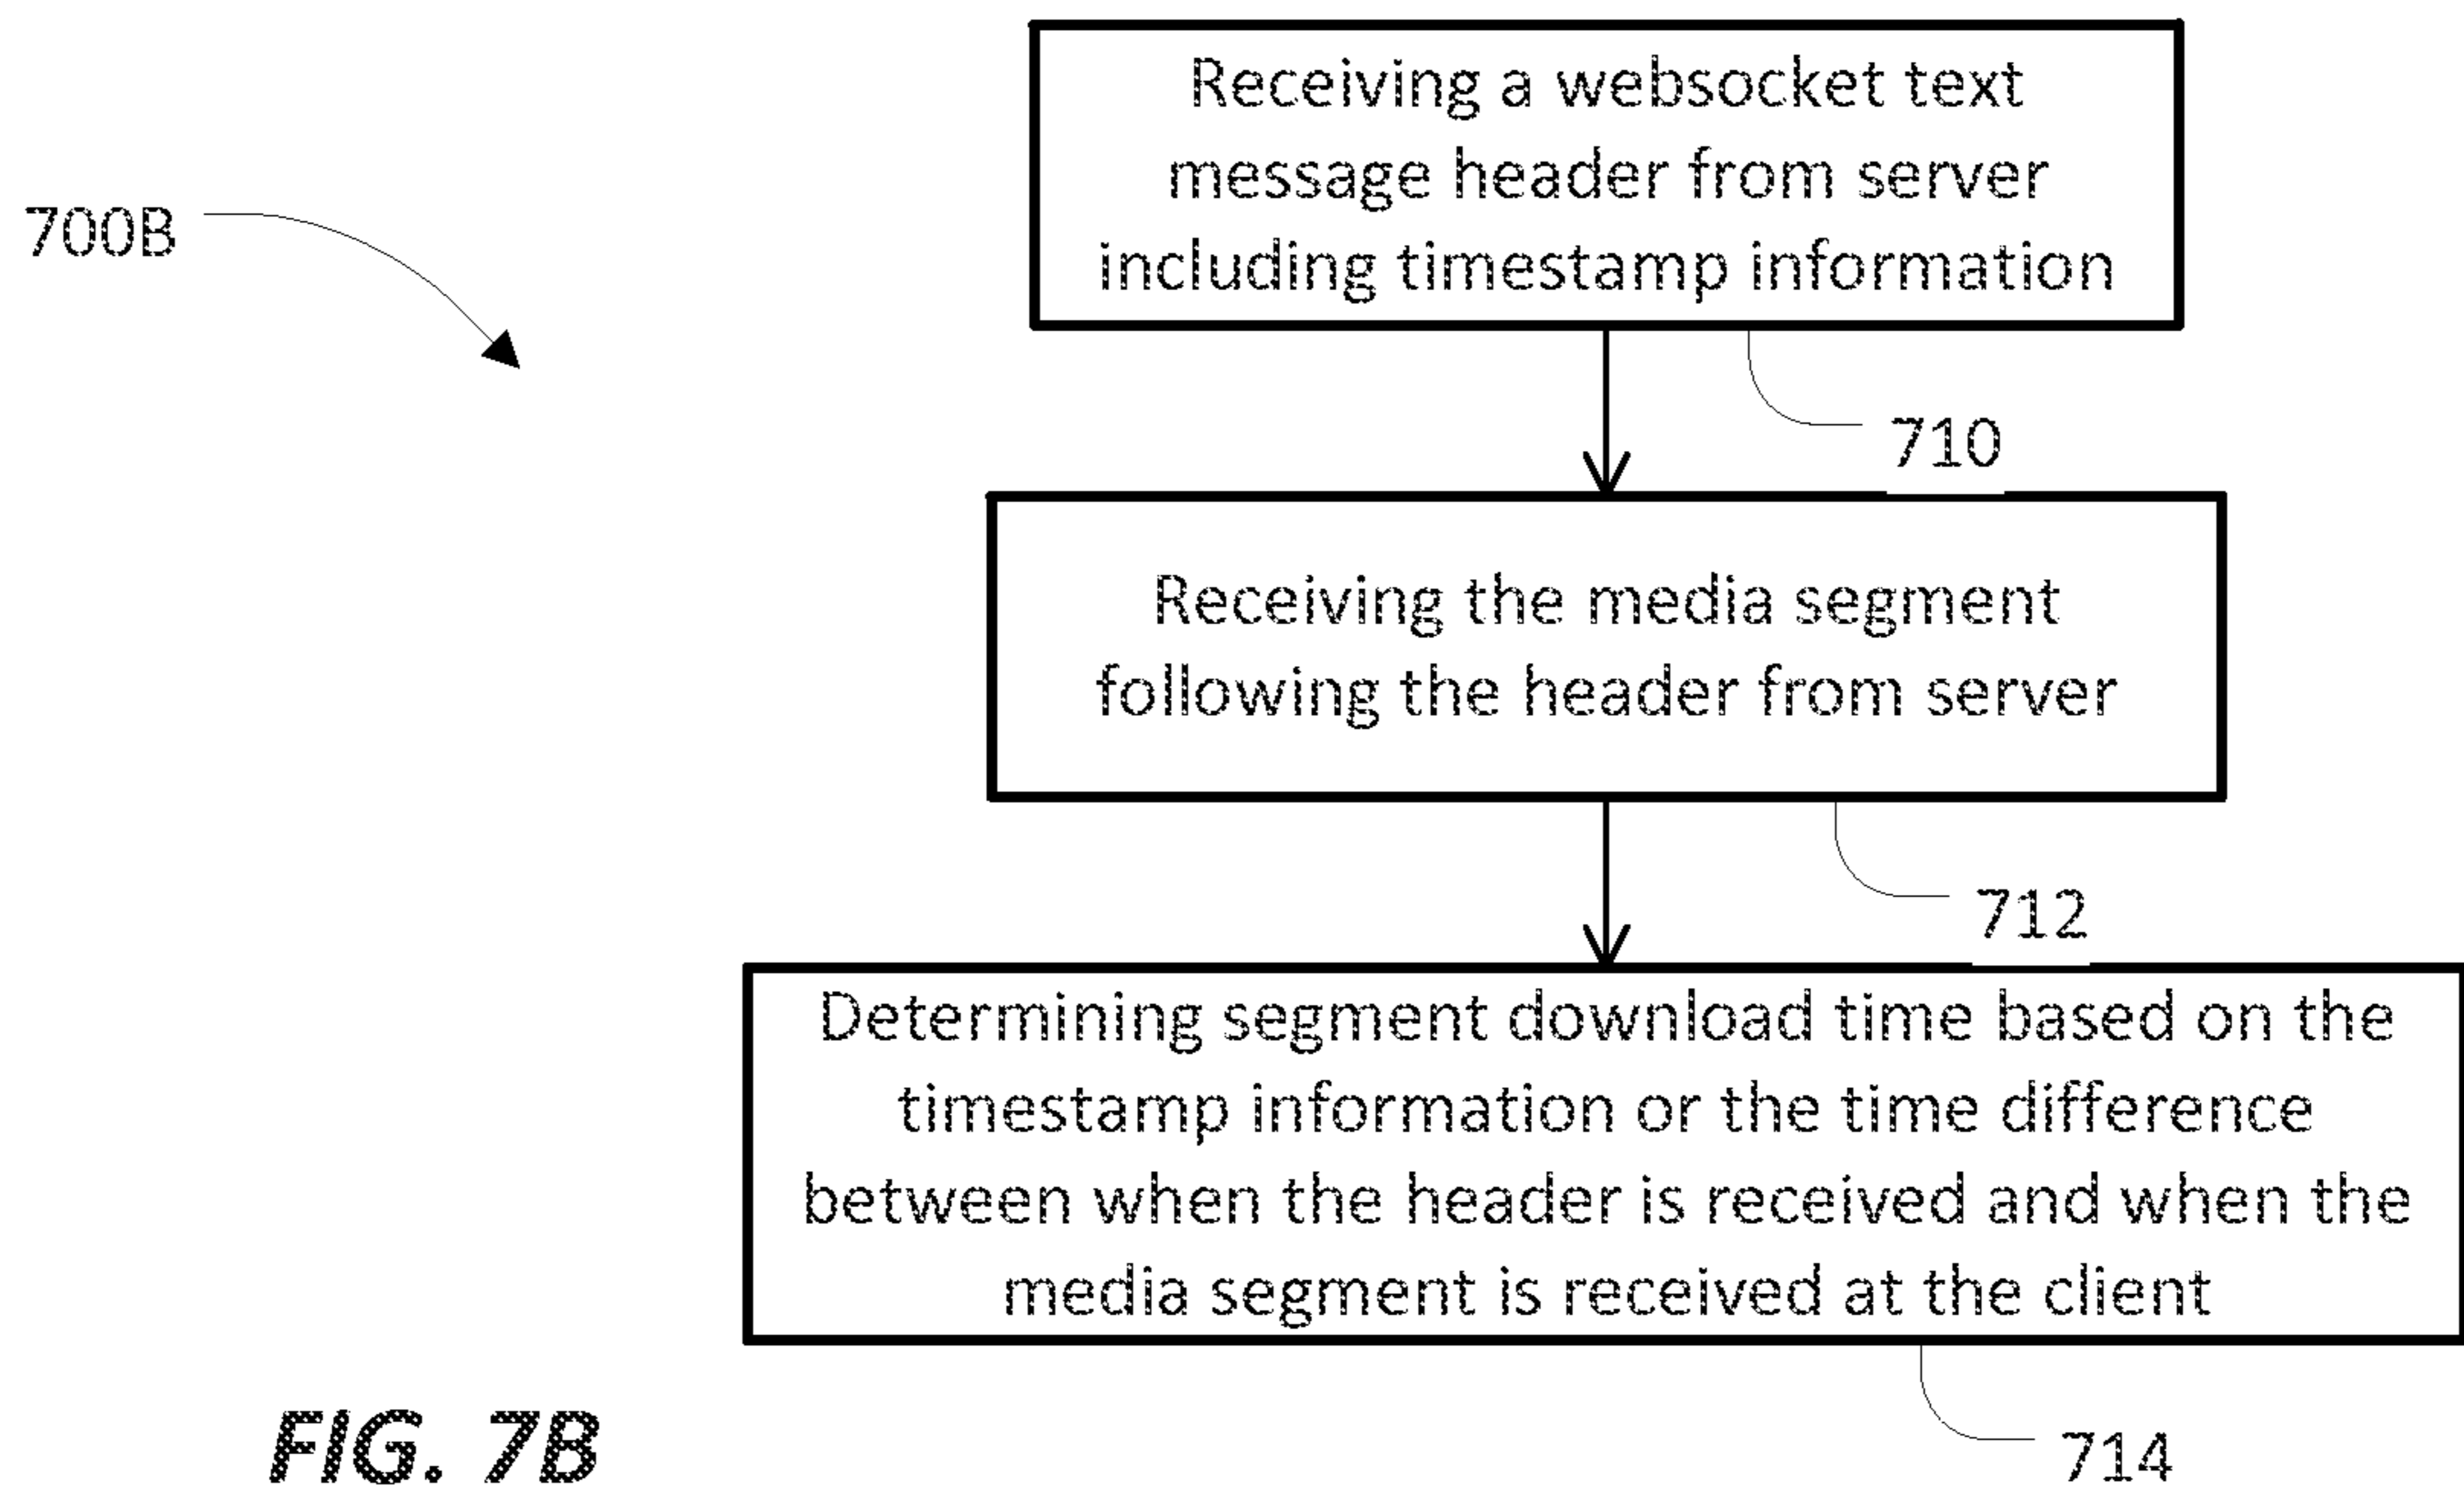 Receiving a websocket text
message header from server
including timestamp information
700B
710
Receiving the media segment
following the header from server
712
Determining segment download time based on the
timestamp information or the time difference
between when the header is received and when the
media segment is received at the client
714
FIG. 7B